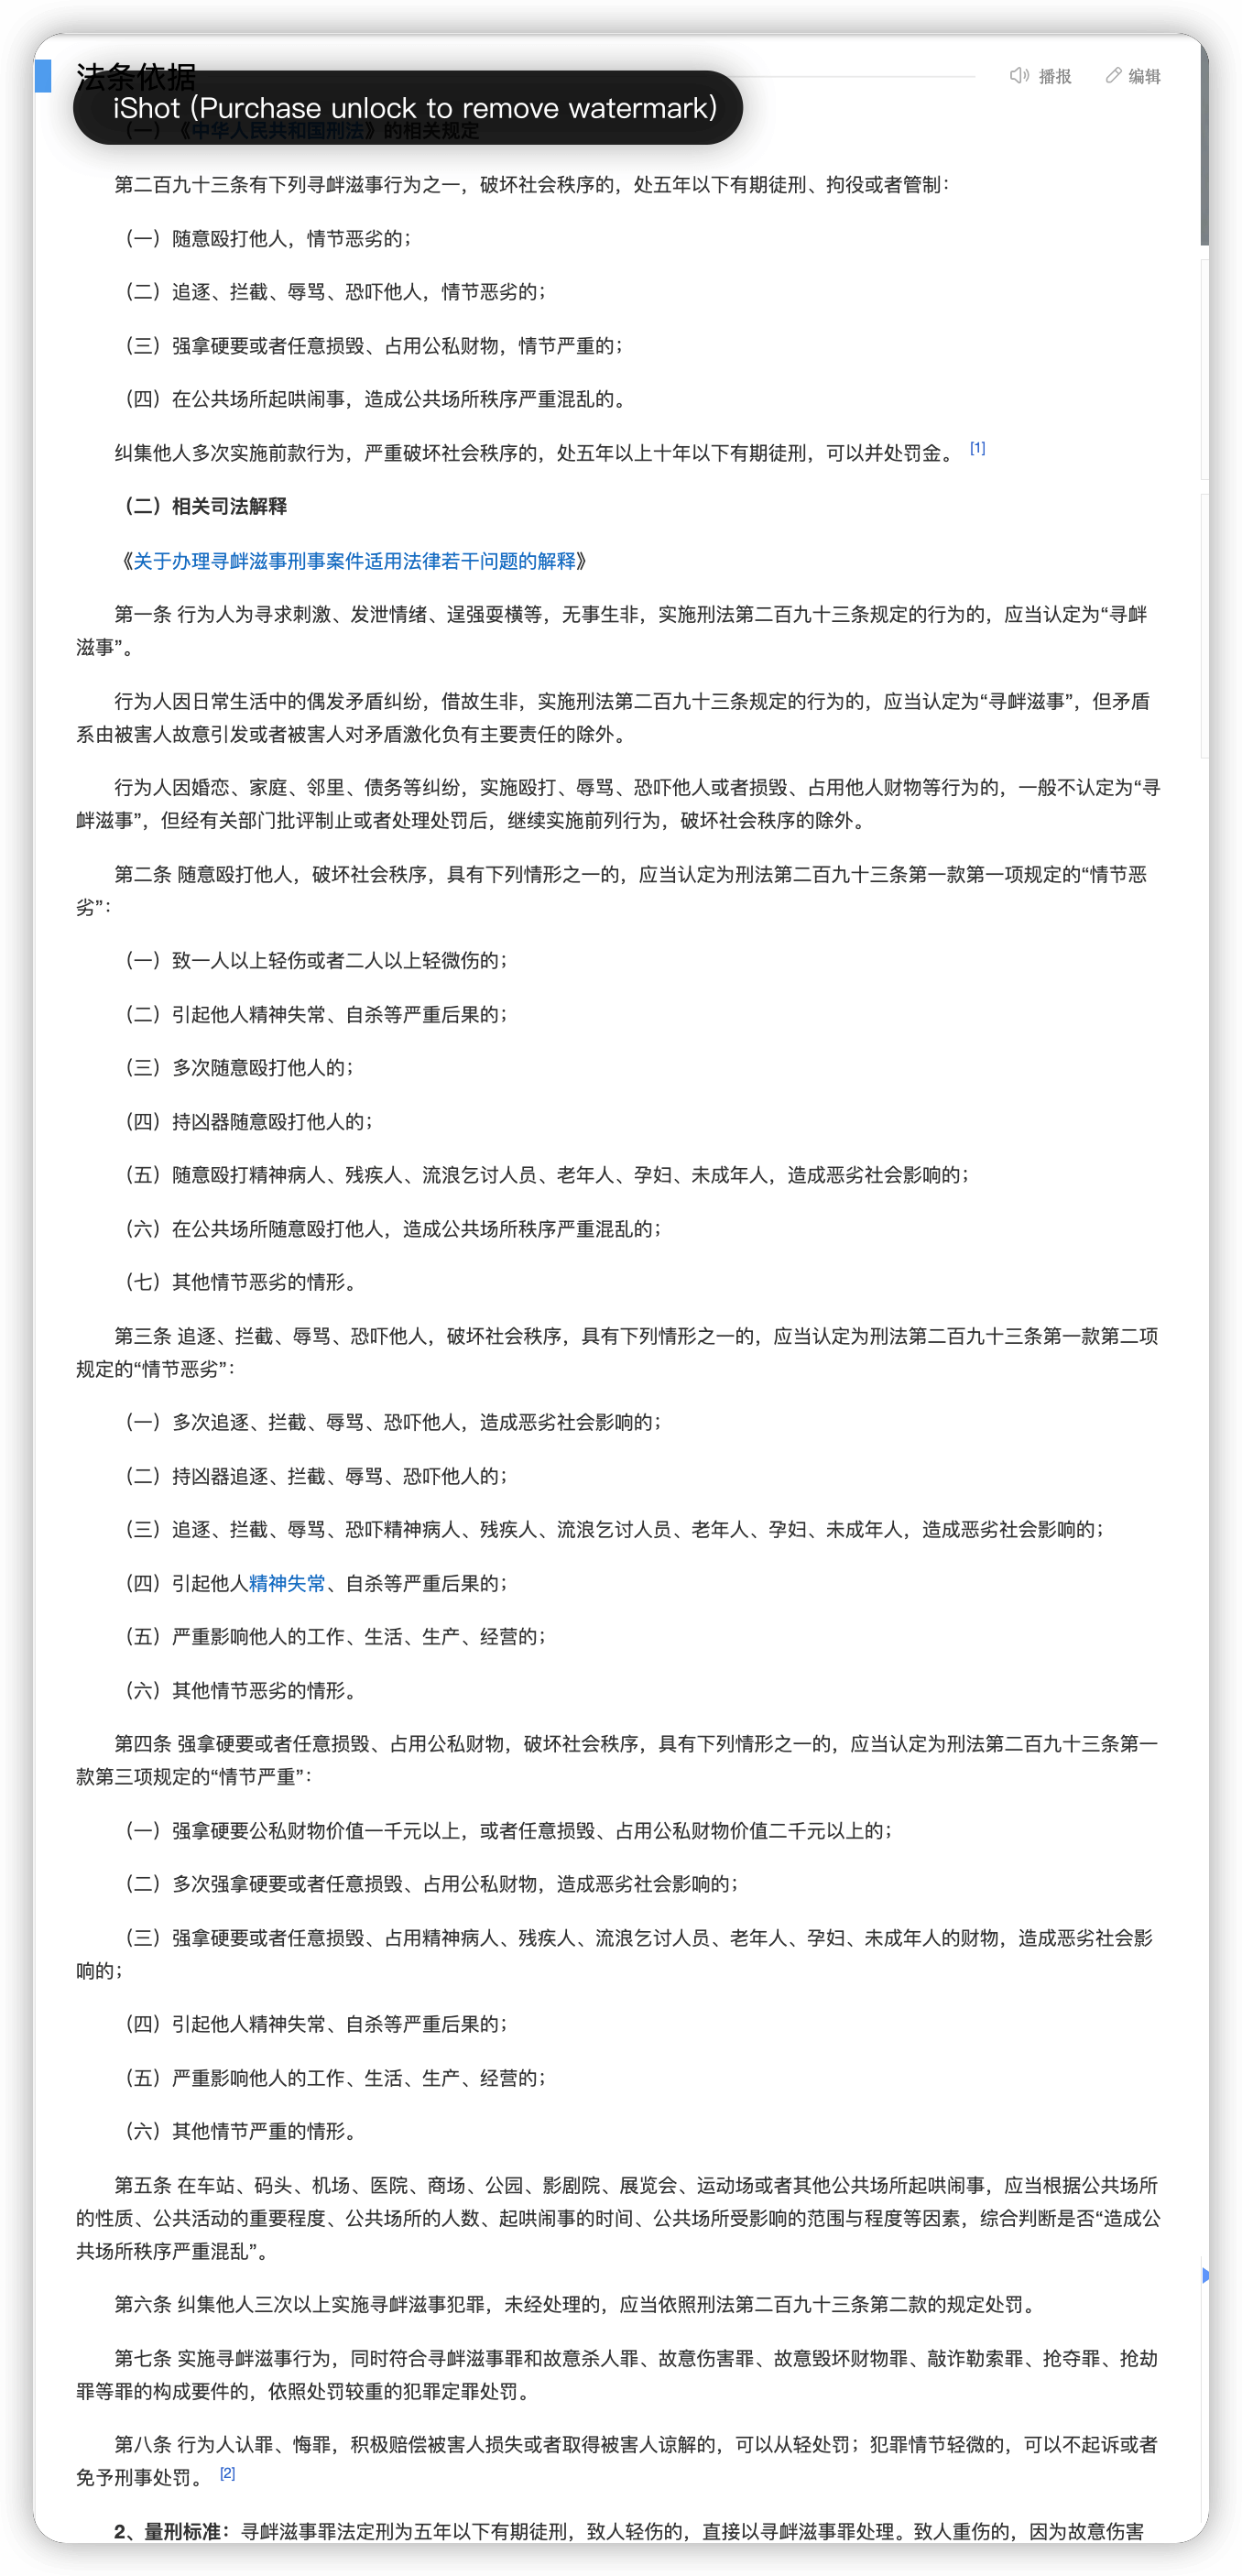 法条依据
播报
编辑
iShot (Purchase unlock to remove watermark)
（一）《中华人民共和国刑法》的相关规定
第二百九十三条有下列寻衅滋事行为之一，破坏社会秩序的，处五年以下有期徒刑、拘役或者管制：
（一）随意殴打他人，情节恶劣的；
（二）追逐、拦截、辱骂、恐吓他人，情节恶劣的；
（三）强拿硬要或者任意损毁、占用公私财物，情节严重的；
（四）在公共场所起哄闹事，造成公共场所秩序严重混乱的。
纠集他人多次实施前款行为，严重破坏社会秩序的，处五年以上十年以下有期徒刑，可以并处罚金。 [1]
（二）相关司法解释
《关于办理寻衅滋事刑事案件适用法律若干问题的解释》
第一条 行为人为寻求刺激、发泄情绪、逞强耍横等，无事生非，实施刑法第二百九十三条规定的行为的，应当认定为“寻衅
滋事”。
行为人因日常生活中的偶发矛盾纠纷，借故生非，实施刑法第二百九十三条规定的行为的，应当认定为“寻衅滋事”，但矛盾
系由被害人故意引发或者被害人对矛盾激化负有主要责任的除外。
行为人因婚恋、家庭、邻里、债务等纠纷，实施殴打、辱骂、恐吓他人或者损毁、占用他人财物等行为的，一般不认定为“寻
衅滋事”，但经有关部门批评制止或者处理处罚后，继续实施前列行为，破坏社会秩序的除外。
第二条 随意殴打他人，破坏社会秩序，具有下列情形之一的，应当认定为刑法第二百九十三条第一款第一项规定的“情节恶
劣”：
（一）致一人以上轻伤或者二人以上轻微伤的；
（二）引起他人精神失常、自杀等严重后果的；
（三）多次随意殴打他人的；
（四）持凶器随意殴打他人的；
（五）随意殴打精神病人、残疾人、流浪乞讨人员、老年人、孕妇、未成年人，造成恶劣社会影响的；
（六）在公共场所随意殴打他人，造成公共场所秩序严重混乱的；
（七）其他情节恶劣的情形。
第三条 追逐、拦截、辱骂、恐吓他人，破坏社会秩序，具有下列情形之一的，应当认定为刑法第二百九十三条第一款第二项
规定的“情节恶劣”：
（一）多次追逐、拦截、辱骂、恐吓他人，造成恶劣社会影响的；
（二）持凶器追逐、拦截、辱骂、恐吓他人的；
（三）追逐、拦截、辱骂、恐吓精神病人、残疾人、流浪乞讨人员、老年人、孕妇、未成年人，造成恶劣社会影响的；
（四）引起他人精神失常、自杀等严重后果的；
（五）严重影响他人的工作、生活、生产、经营的；
（六）其他情节恶劣的情形。
第四条 强拿硬要或者任意损毁、占用公私财物，破坏社会秩序，具有下列情形之一的，应当认定为刑法第二百九十三条第一
款第三项规定的“情节严重”：
（一）强拿硬要公私财物价值一千元以上，或者任意损毁、占用公私财物价值二千元以上的；
（二）多次强拿硬要或者任意损毁、占用公私财物，造成恶劣社会影响的；
（三）强拿硬要或者任意损毁、占用精神病人、残疾人、流浪乞讨人员、老年人、孕妇、未成年人的财物，造成恶劣社会影
响的；
（四）引起他人精神失常、自杀等严重后果的；
（五）严重影响他人的工作、生活、生产、经营的；
（六）其他情节严重的情形。
第五条 在车站、码头、机场、医院、商场、公园、影剧院、展览会、运动场或者其他公共场所起哄闹事，应当根据公共场所
的性质、公共活动的重要程度、公共场所的人数、起哄闹事的时间、公共场所受影响的范围与程度等因素，综合判断是否“造成公
共场所秩序严重混乱”。
第六条 纠集他人三次以上实施寻衅滋事犯罪，未经处理的，应当依照刑法第二百九十三条第二款的规定处罚。
第七条 实施寻衅滋事行为，同时符合寻衅滋事罪和故意杀人罪、故意伤害罪、故意毁坏财物罪、敲诈勒索罪、抢夺罪、抢劫
罪等罪的构成要件的，依照处罚较重的犯罪定罪处罚。
第八条 行为人认罪、悔罪，积极赔偿被害人损失或者取得被害人谅解的，可以从轻处罚；犯罪情节轻微的，可以不起诉或者
免予刑事处罚。 [2]
2、量刑标准：寻衅滋事罪法定刑为五年以下有期徒刑，致人轻伤的，直接以寻衅滋事罪处理。致人重伤的，因为故意伤害